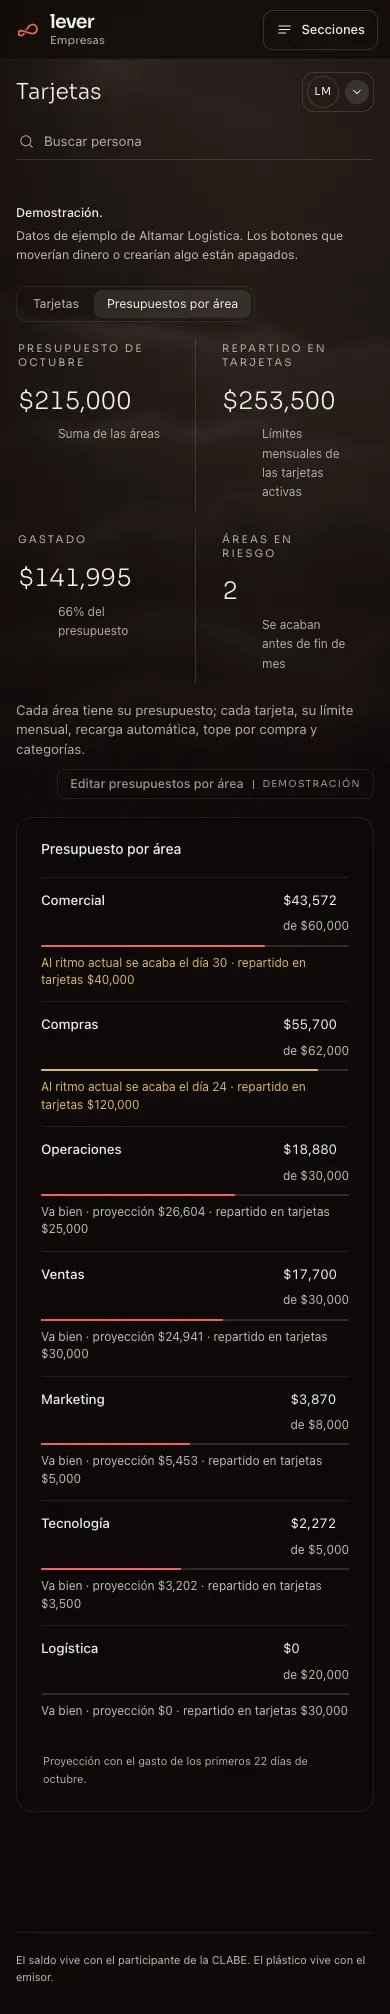 lever
Empresas
Secciones
Tarjetas
LM
Buscar persona
Demostración.
Datos de ejemplo de Altamar Logística. Los botones que
moverían dinero o crearían algo están apagados.
Tarjetas
Presupuestos por área
PRESUPUESTO DE
OCTUBRE
$215,000
Suma de las áreas
REPARTIDO EN
TARJETAS
$253,500
Límites
mensuales de
las tarjetas
activas
GASTADO
$141,995
66% del
presupuesto
ÁREAS EN
RIESGO
2
Se acaban
antes de fin de
mes
Cada área tiene su presupuesto; cada tarjeta, su límite
mensual, recarga automática, tope por compra y
categorías.
Editar presupuestos por área | DEMOSTRACIÓN
Presupuesto por área
Comercial
$43,572
de $60,000
Al ritmo actual se acaba el día 30 · repartido en
tarjetas $40,000
Compras
$55,700
de $62,000
Al ritmo actual se acaba el día 24 · repartido en
tarjetas $120,000
Operaciones
$18,880
de $30,000
Va bien · proyección $26,604 · repartido en tarjetas
$25,000
Ventas
$17,700
de $30,000
Va bien · proyección $24,941 · repartido en tarjetas
$30,000
Marketing
$3,870
de $8,000
Va bien · proyección $5,453 · repartido en tarjetas
$5,000
Tecnología
$2,272
de $5,000
Va bien · proyección $3,202 · repartido en tarjetas
$3,500
Logística
$0
de $20,000
Va bien · proyección $0 · repartido en tarjetas $30,000
Proyección con el gasto de los primeros 22 días de
octubre.
El saldo vive con el participante de la CLABE. El plástico vive con el
emisor.